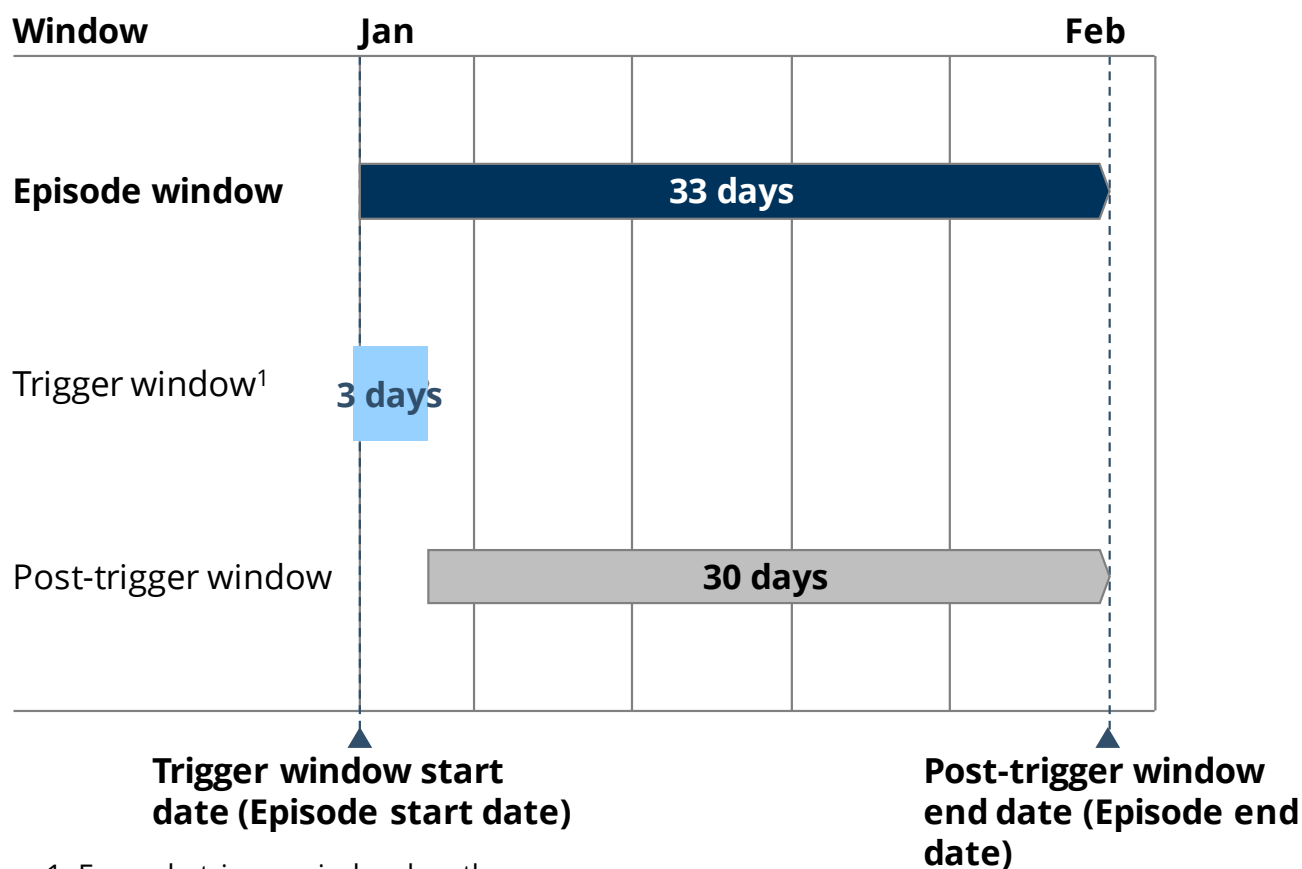 Window Jan Feb
Episode window 33 days
Trigger window¹ 3 days
Post-trigger window 30 days
Trigger window start
date (Episode start date)
Post-trigger window
end date (Episode end
date)